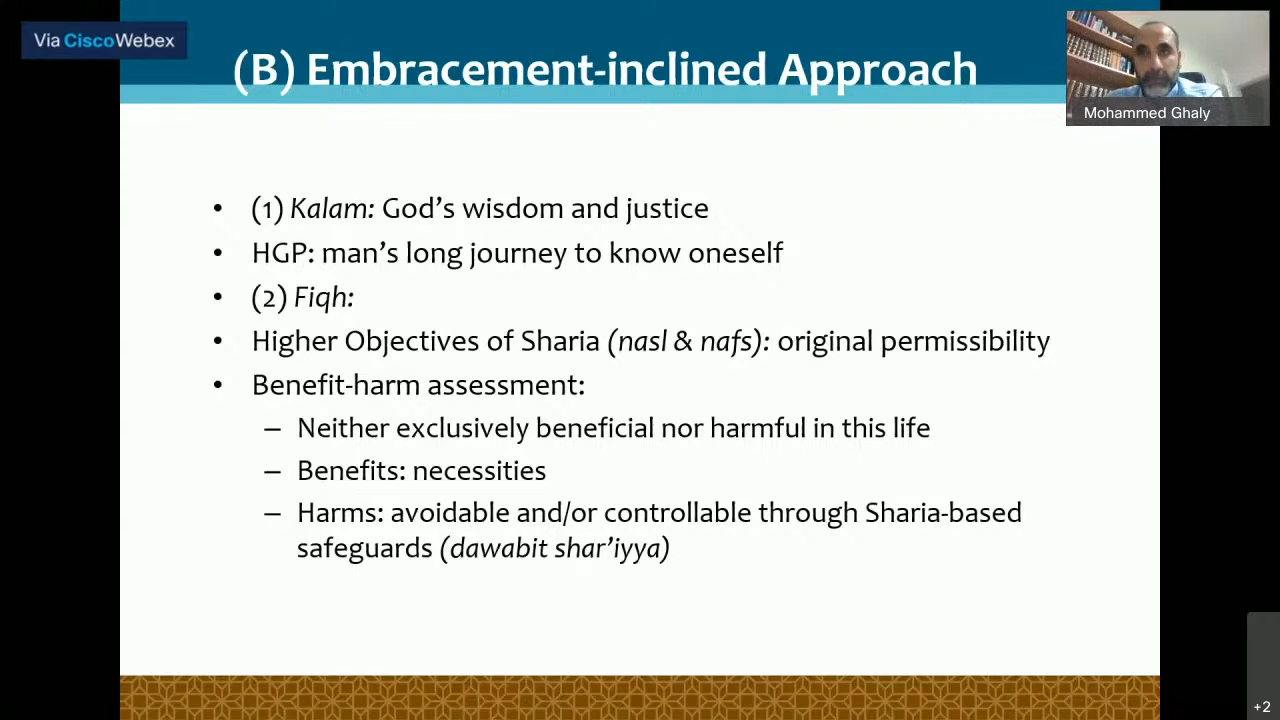 Via CiscoWebex
(B) Embracement-inclined Approach
Mohammed Ghaly
• (1) Kalam: God’s wisdom and justice
• HGP: man’s long journey to know oneself
• (2) Fiqh:
• Higher Objectives of Sharia (nasl & nafs): original permissibility
• Benefit-harm assessment:
– Neither exclusively beneficial nor harmful in this life
– Benefits: necessities
– Harms: avoidable and/or controllable through Sharia-based
safeguards (dawabit shar’iyya)
+2